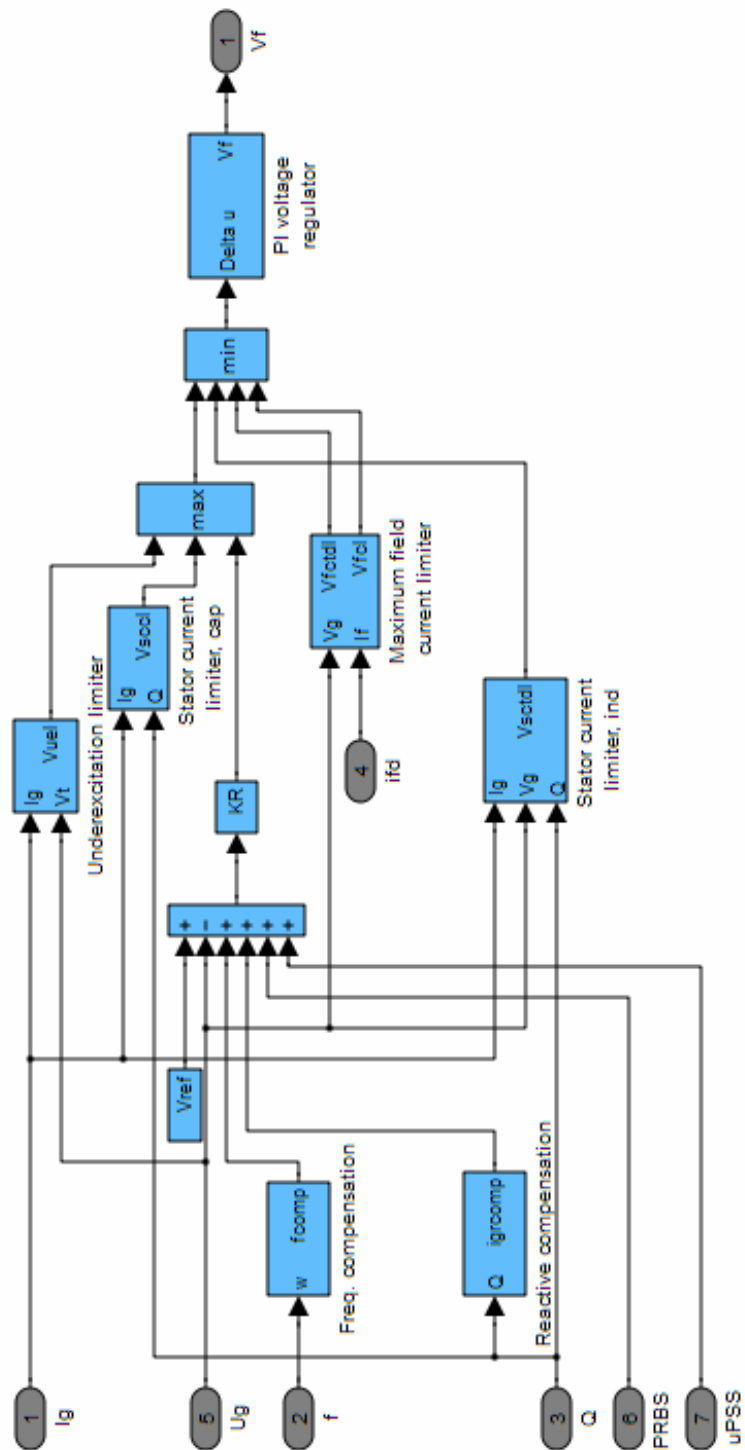 1
Ig
5
Ug
2
f
3
Q
6
PRBS
7
uPSS
w fcomp
Freq. compensation
Q igrcomp
Reactive compensation
Vref
+
−
+
+
+
+
KR
Ig
Vt
Vuel
Underexcitation limiter
Ig
Q
Vsccl
Stator current
limiter, cap
4
ifd
Vg
If
Vfctdl
Vfcl
Maximum field
current limiter
Ig
Vg
Q
Vsctdl
Stator current
limiter, ind
max
min
Delta u Vf
PI voltage
regulator
1
Vf